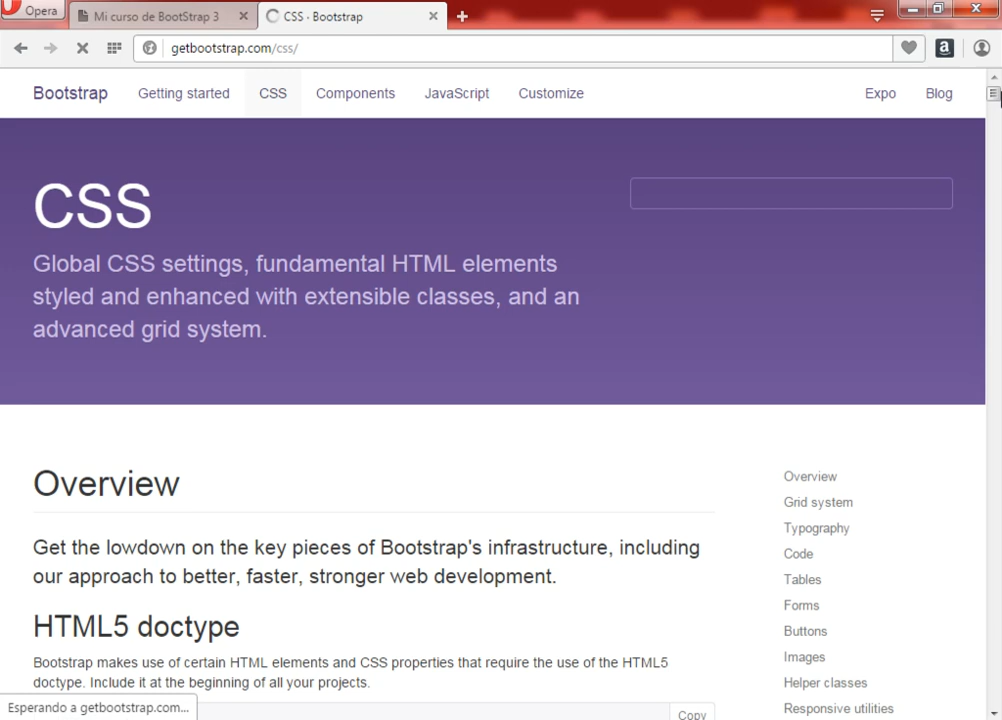 Opera
Mi curso de BootStrap 3
CSS · Bootstrap
getbootstrap.com/css/
Bootstrap Getting started CSS Components JavaScript Customize Expo Blog
CSS
Global CSS settings, fundamental HTML elements
styled and enhanced with extensible classes, and an
advanced grid system.
Overview
Get the lowdown on the key pieces of Bootstrap's infrastructure, including
our approach to better, faster, stronger web development.
HTML5 doctype
Bootstrap makes use of certain HTML elements and CSS properties that require the use of the HTML5
doctype. Include it at the beginning of all your projects.
Copy
Overview
Grid system
Typography
Code
Tables
Forms
Buttons
Images
Helper classes
Responsive utilities
Esperando a getbootstrap.com...